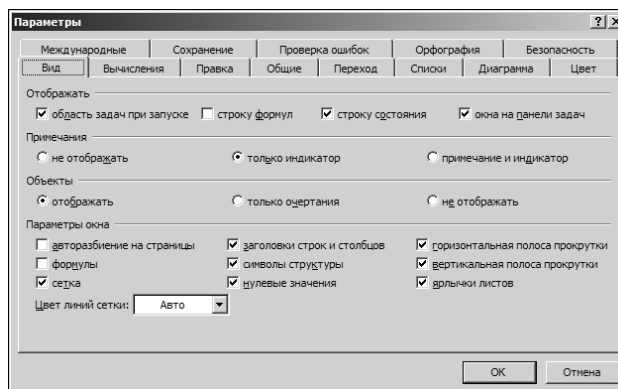 Параметры
Международные Сохранение Проверка ошибок Орфография Безопасность
Вид Вычисления Правка Общие Переход Списки Диаграмма Цвет
Отображать
область задач при запуске строку формул строку состояния окна на панели задач
Примечания
не отображать только индикатор примечание и индикатор
Объекты
отображать только очертания не отображать
Параметры окна
авторазбиение на страницы заголовки строк и столбцов горизонтальная полоса прокрутки
формулы символы структуры вертикальная полоса прокрутки
сетка нулевые значения ярлычки листов
Цвет линий сетки: Авто
ОК Отмена